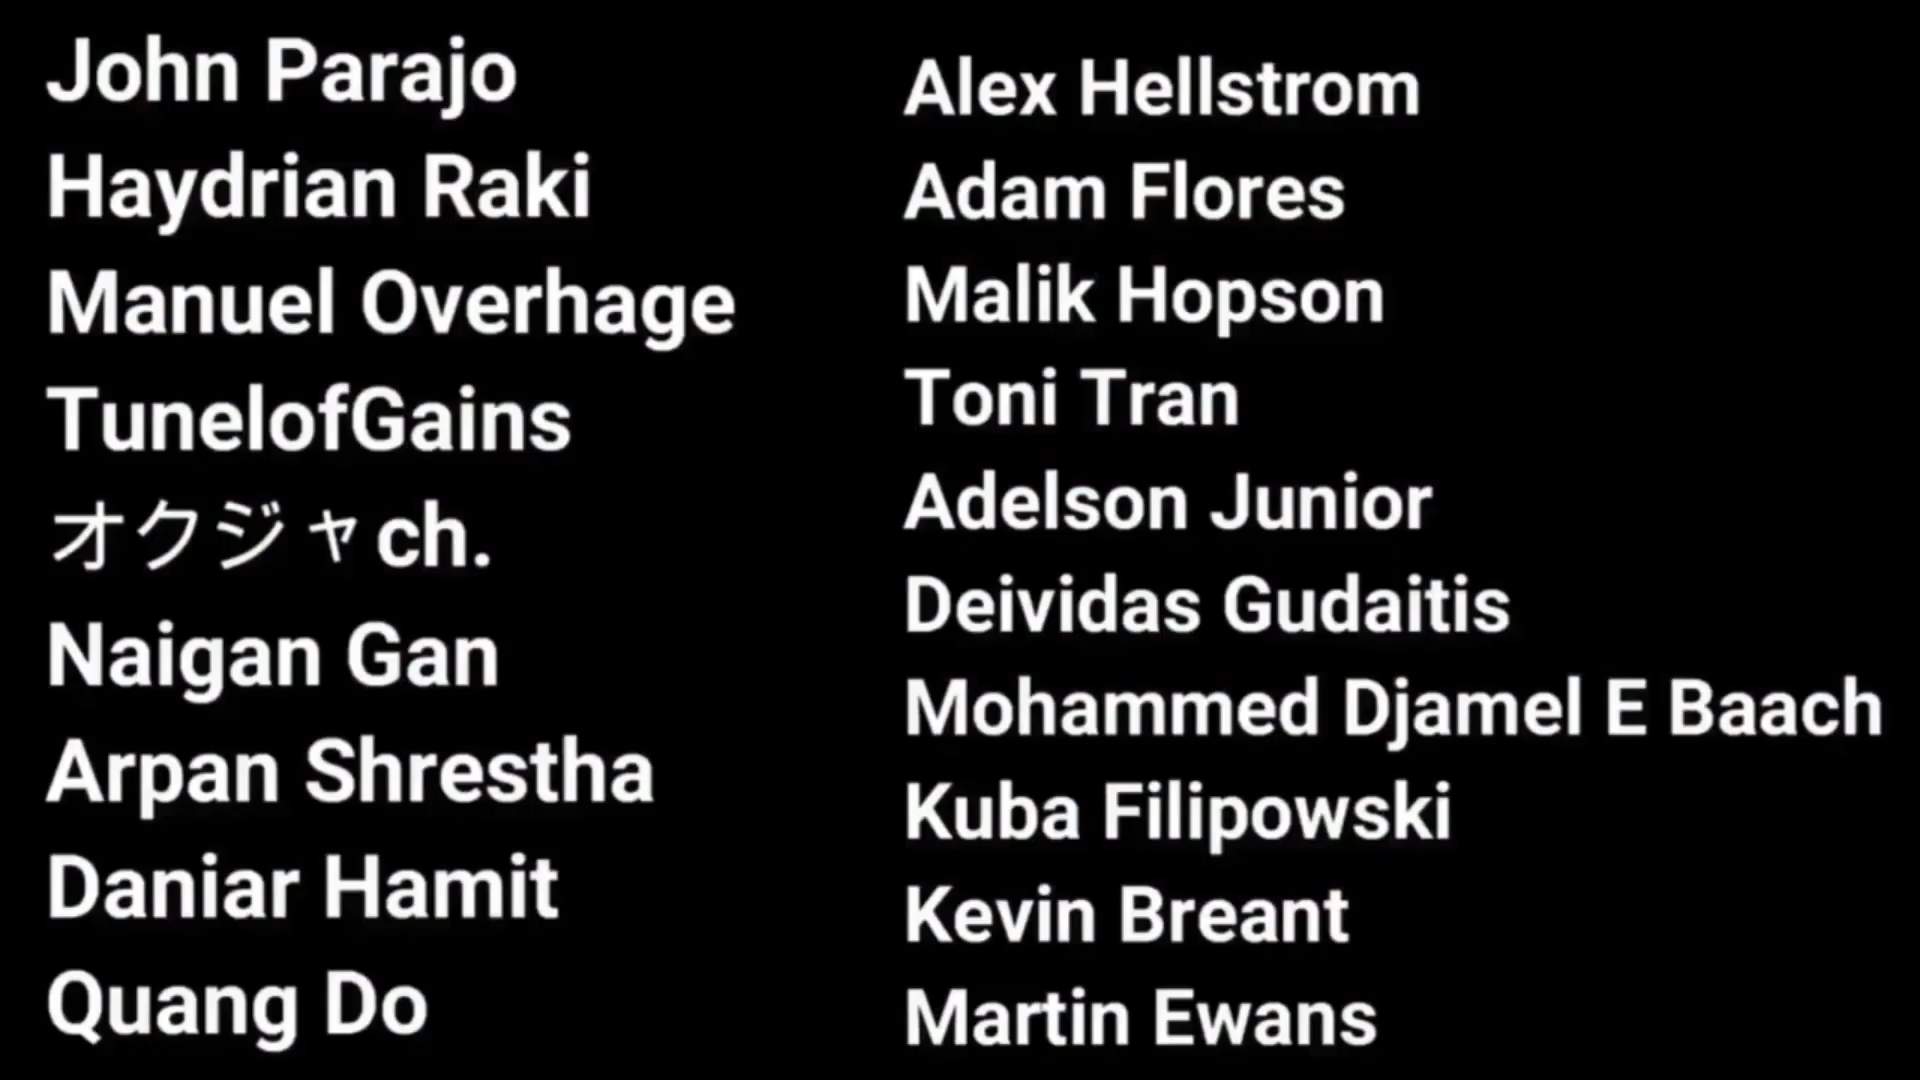 John Parajo
Haydrian Raki
Manuel Overhage
TunelofGains
オクジャch.
Naigan Gan
Arpan Shrestha
Daniar Hamit
Quang Do
Alex Hellstrom
Adam Flores
Malik Hopson
Toni Tran
Adelson Junior
Deividas Gudaitis
Mohammed Djamel E Baach
Kuba Filipowski
Kevin Breant
Martin Ewans